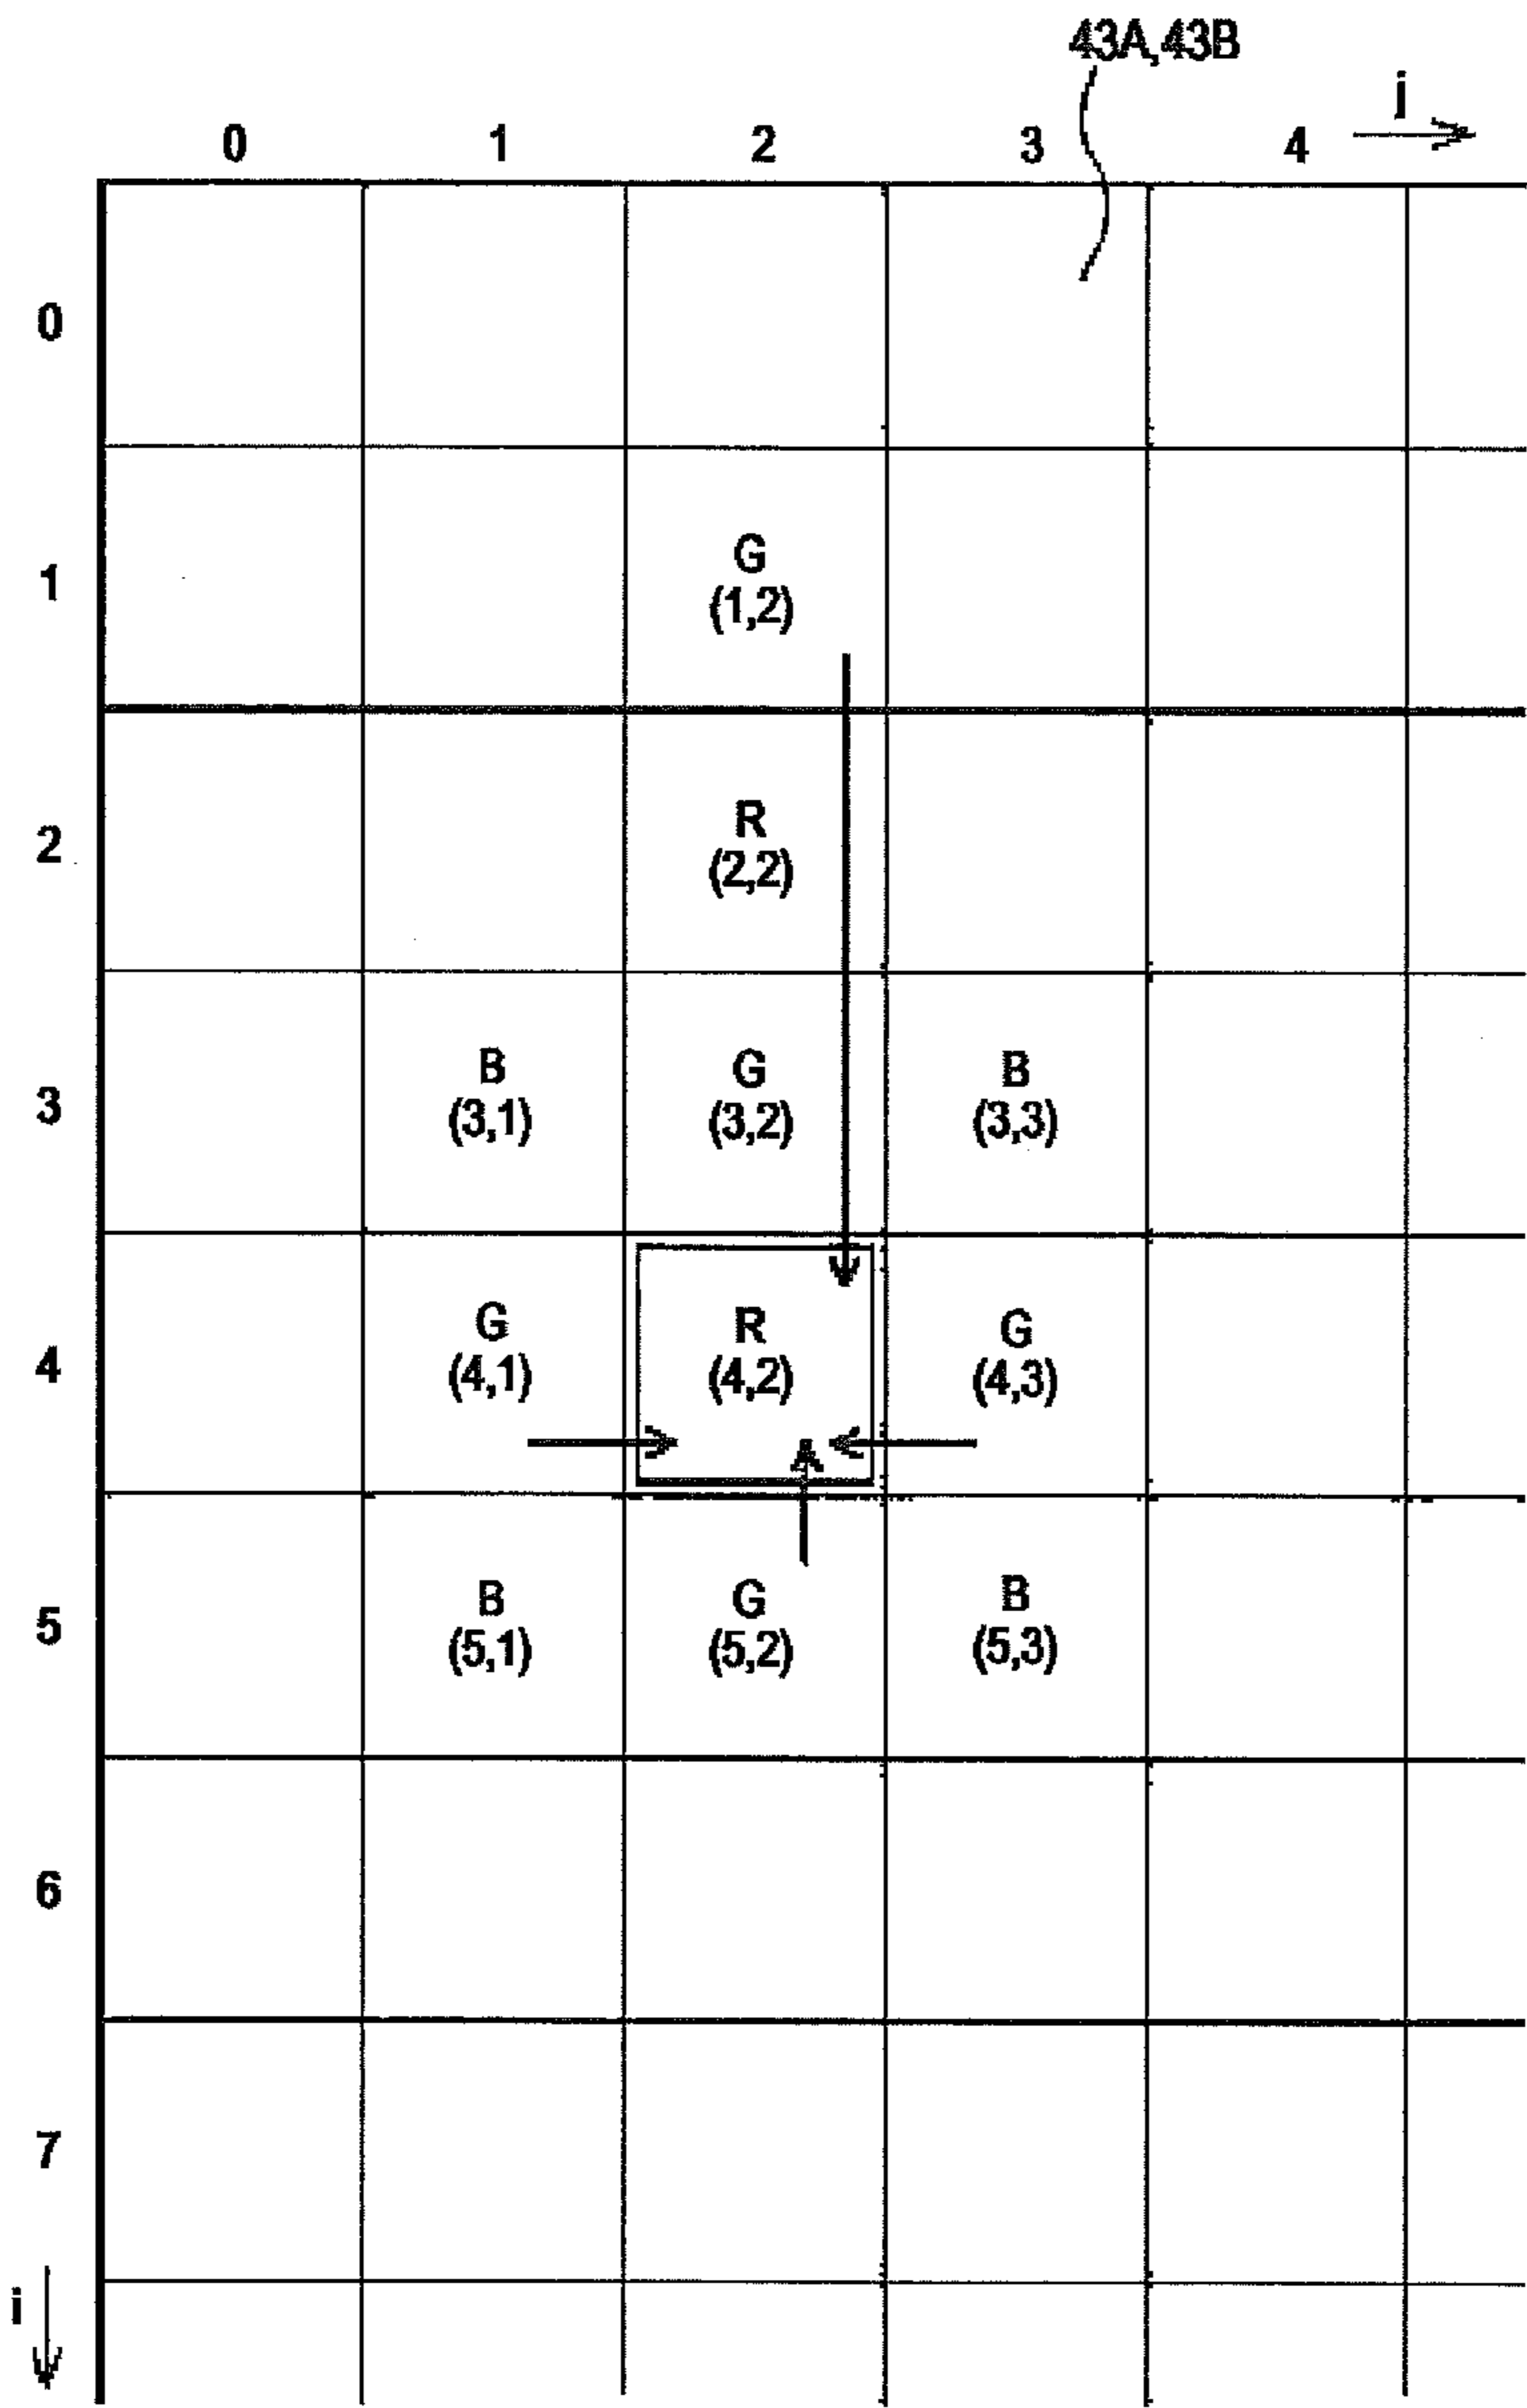 43A,43B
j
0 1 2 3 4
0
1
G
(1,2)
2
R
(2,2)
3
B G B
(3,1) (3,2) (3,3)
4
G R G
(4,1) (4,2) (4,3)
5
B G B
(5,1) (5,2) (5,3)
6
7
i